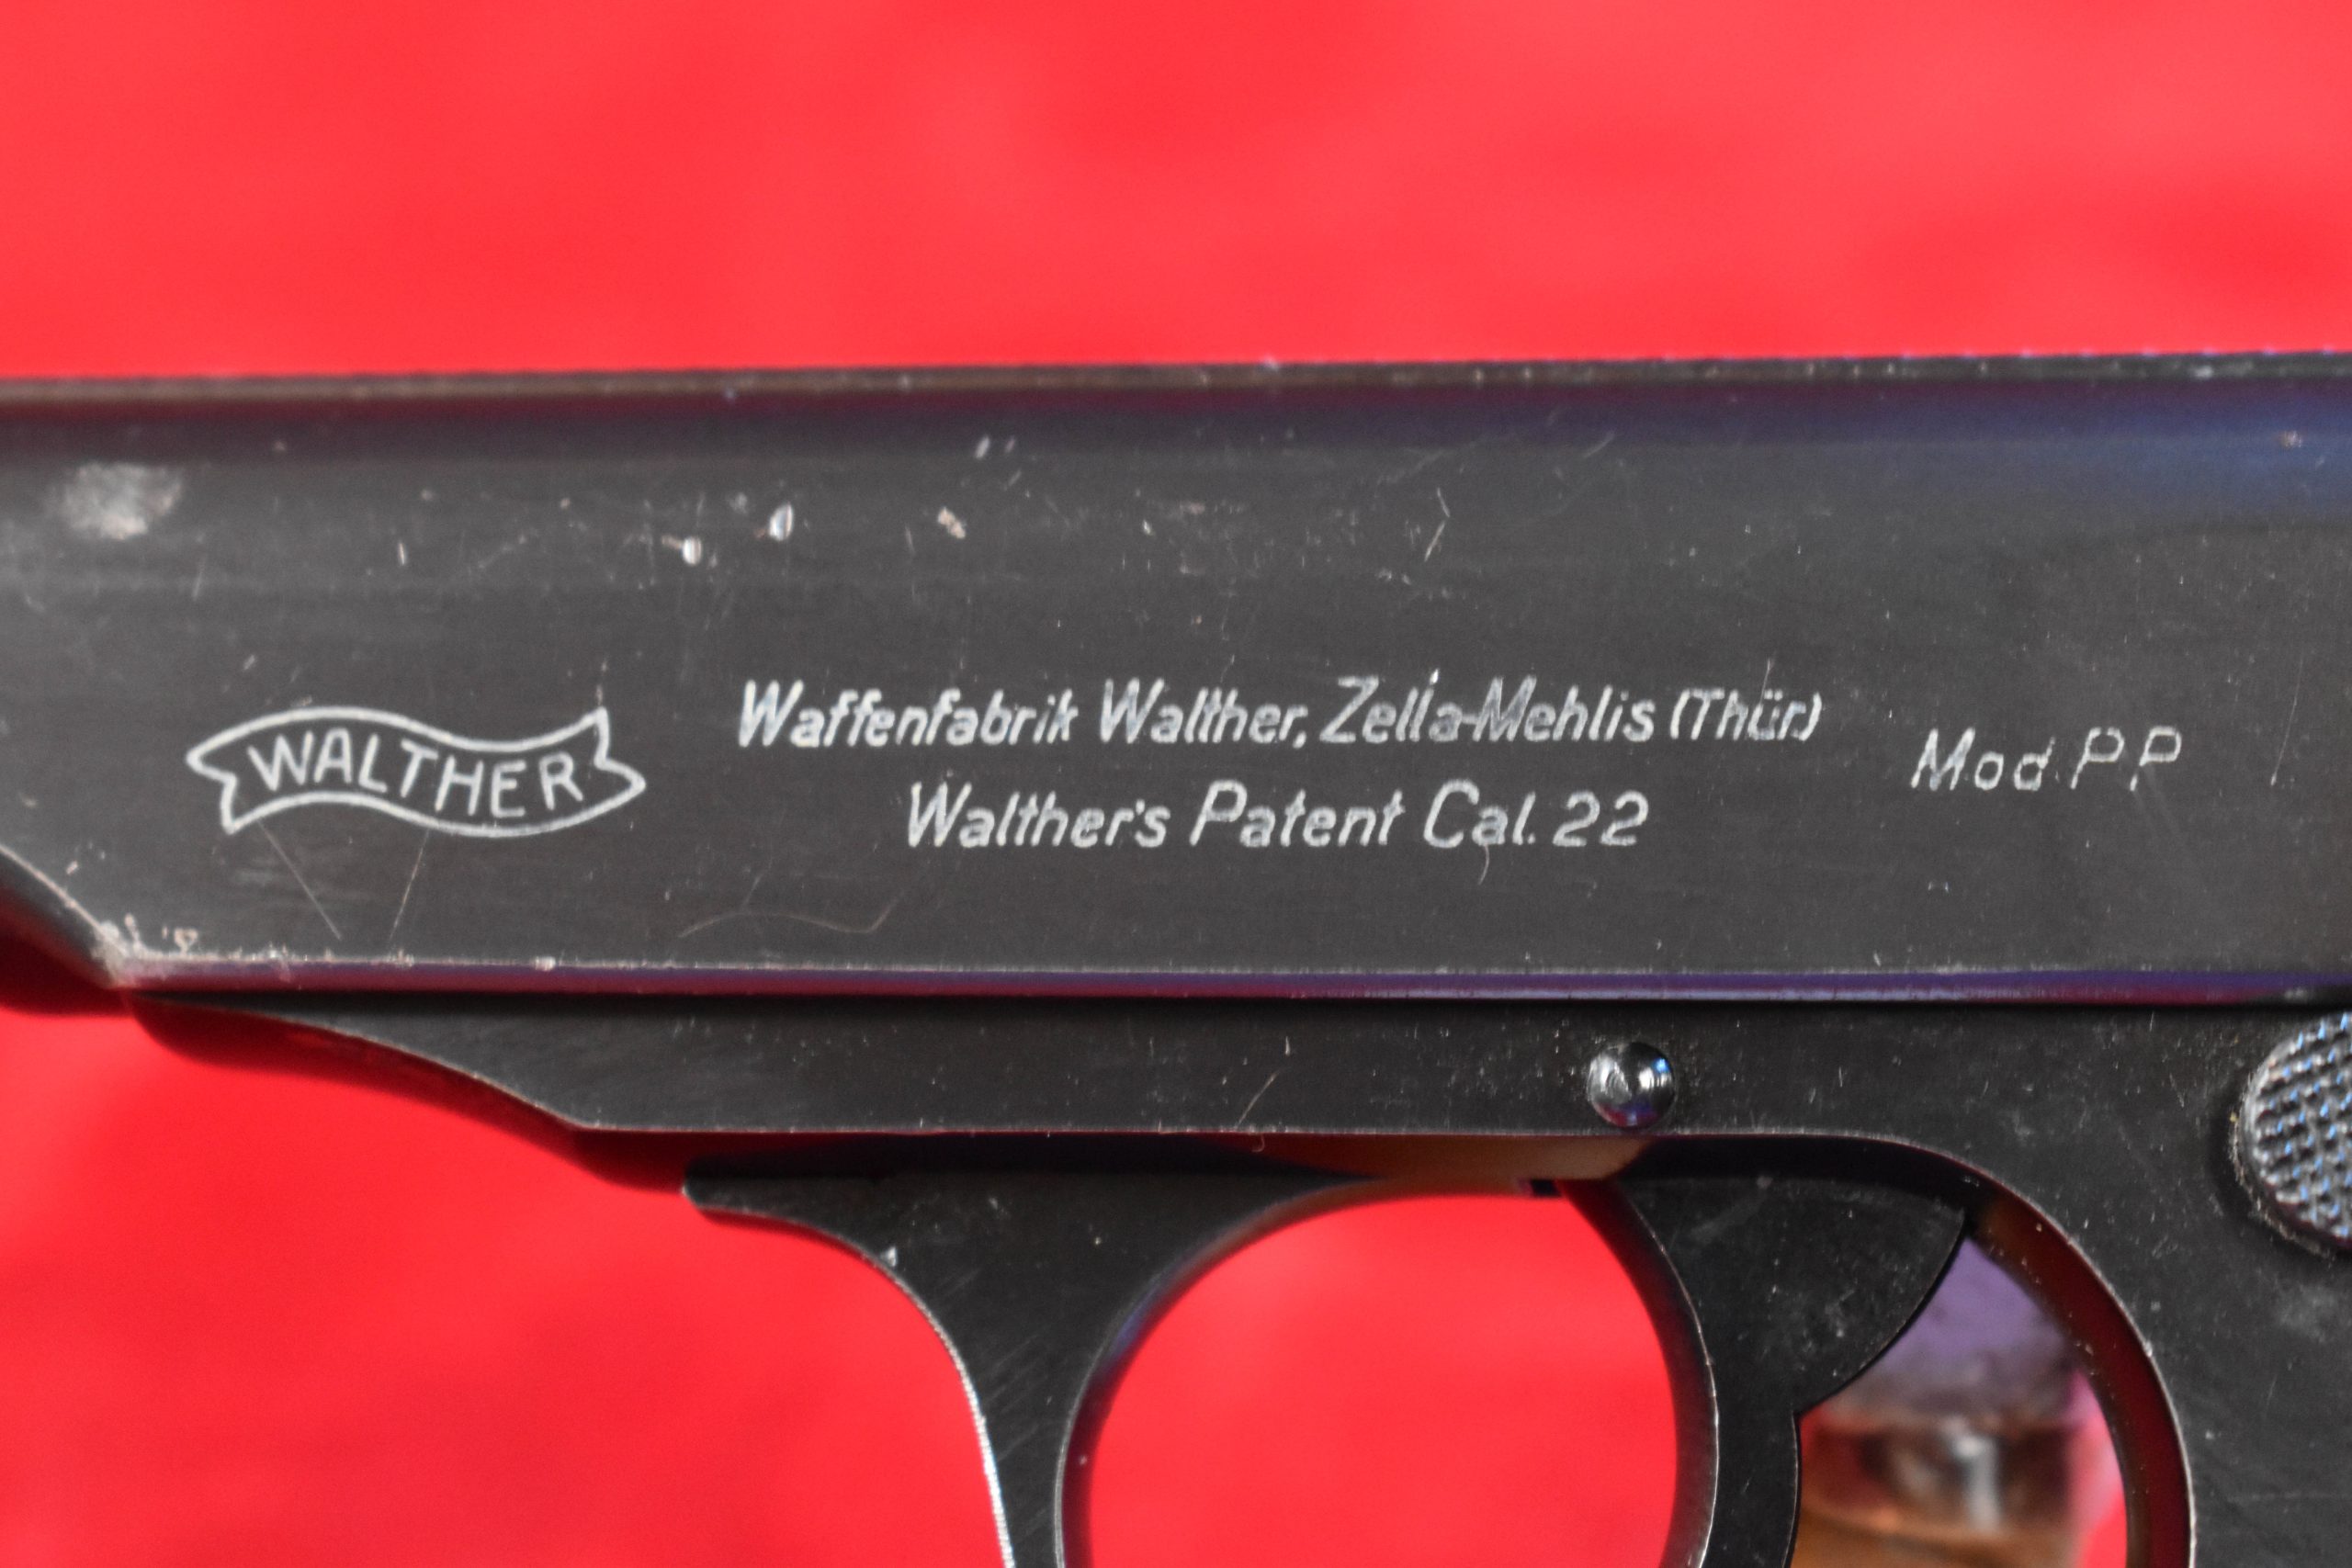 WALTHER
Waffenfabrik Walther, Zella-Mehlis (Thür.)
Walther's Patent Cal. 22
Mod. PP